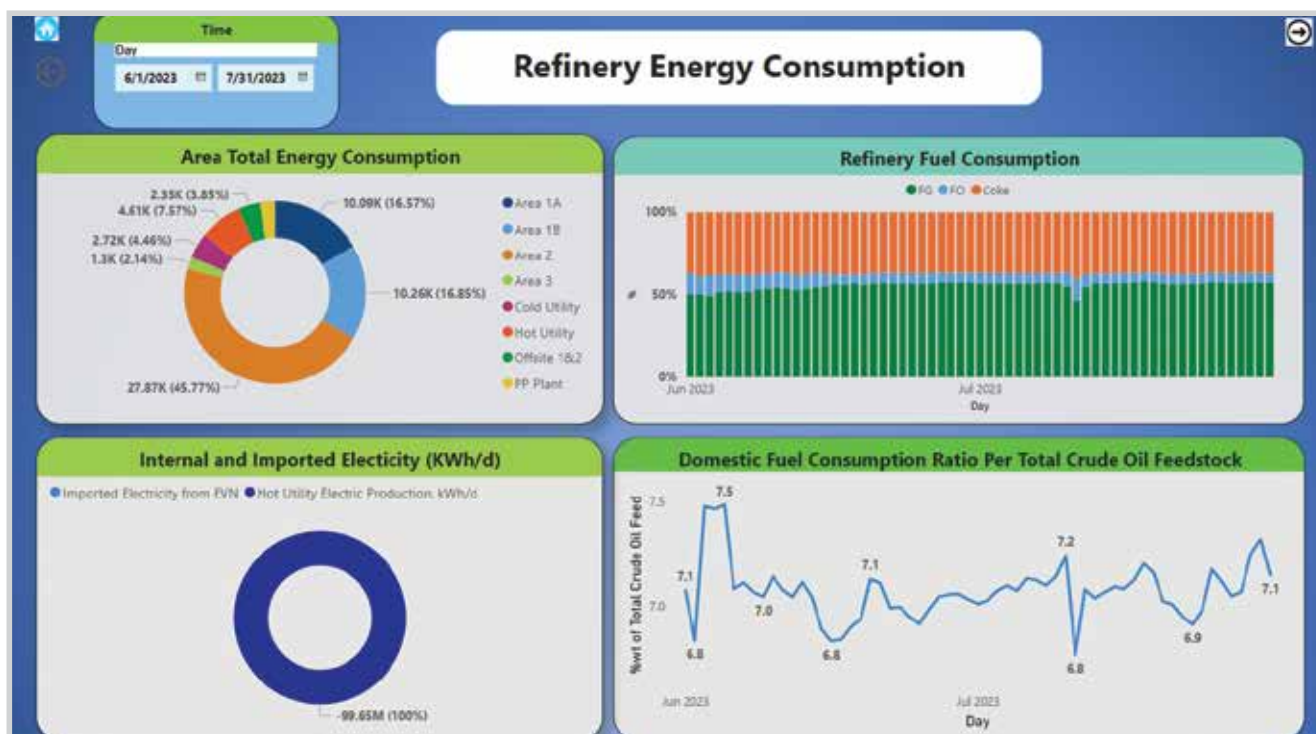 Time
Day
6/1/2023
7/31/2023
Refinery Energy Consumption
Area Total Energy Consumption
2.35K (3.85%)
4.61K (7.57%)
2.72K (4.46%)
1.3K (2.14%)
10.09K (16.57%)
10.26K (16.85%)
27.87K (45.77%)
Area 1A
Area 1B
Area 2
Area 3
Cold Utility
Hot Utility
Offsite 1&2
PP Plant
Refinery Fuel Consumption
FG FO Coke
100%
50%
0%
%
Jun 2023
Jul 2023
Day
Internal and Imported Electicity (KWh/d)
Imported Electricity from EVN Hot Utility Electric Production, kWh/d
-99.65M (100%)
Domestic Fuel Consumption Ratio Per Total Crude Oil Feedstock
%wt of Total Crude Oil Feed
7.5
7.0
7.1
6.8
7.5
7.0
6.8
7.1
7.2
6.8
6.9
7.1
Jun 2023
Jul 2023
Day